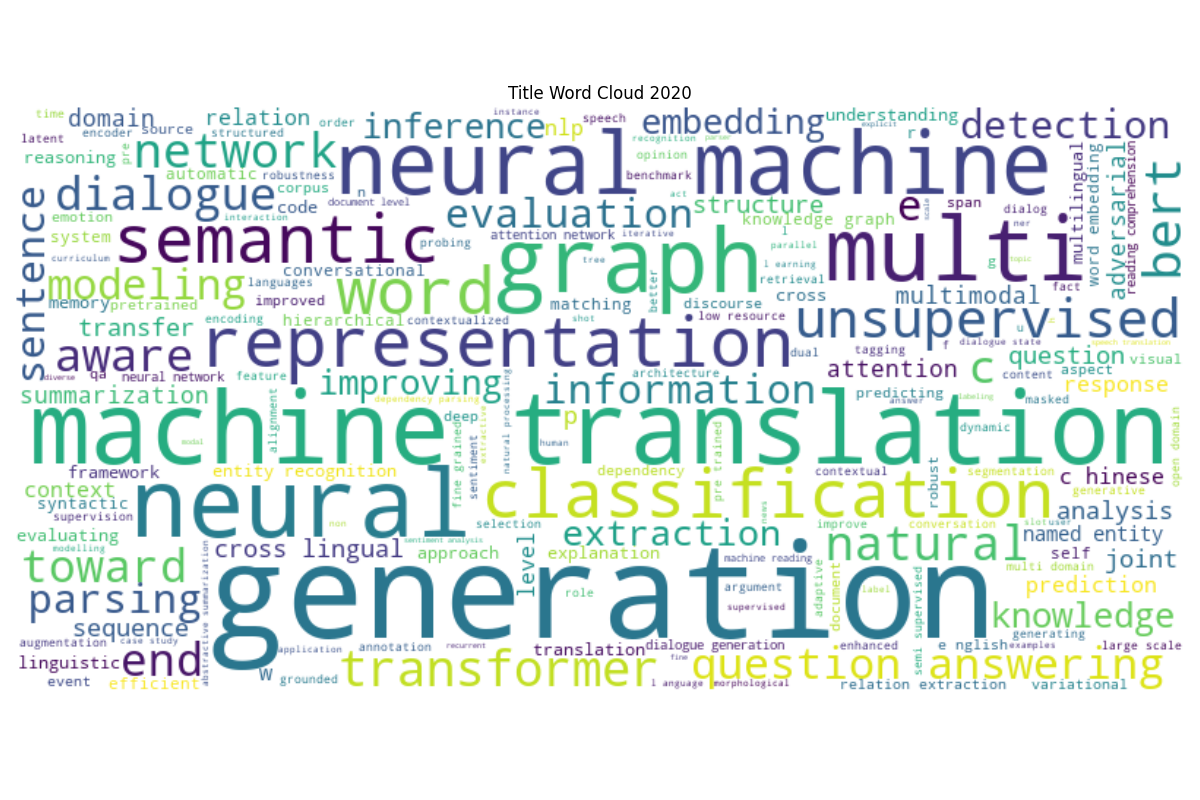 Title Word Cloud 2020
time
domain
relation
order
instance
speech
embedding
understanding
explicit
detection
latent
encoder
source
structured
inference
nlp
recognition
parser
r
reasoning
pre
network
neural machine
opinion
multilingual
word embedding
adversarial
reading comprehension
automatic
robustness
benchmark
bert
sentence
dialogue
corpus
n
document level
act
structure
e
scale
span
dialog
code
emotion
interaction
evaluation
knowledge graph
ner
system
semantic
probing
attention network
iterative
graph
l
parallel
multi
curriculum
conversational
tree
l earning
g
topic
modeling
languages
word
better
retrieval
fact
memory
pretrained
improved
matching
discourse
cross
multimodal
transfer
encoding
hierarchical
contextualized
shot
low resource
unsupervised
u
c
aware
representation
dual
tagging
f
dialogue state
speech translation
question
visual
diverse
qa
neural network
feature
improving
architecture
attention
c
content
aspect
response
summarization
information
predicting
answer
labeling
masked
alignment
dependency parsing
deep
extractive
natural processing
p
machine translation
modal
fine grained
sentiment
human
pre trained
dynamic
open domain
framework
entity recognition
dependency
contextual
robust
segmentation
c hinese
context
neural
classification
generative
syntactic
supervision
non
selection
news
improve
conversation
slot
user
analysis
evaluating
modelling
sentiment analysis
extraction
natural
named entity
toward
cross lingual
approach
level
explanation
machine reading
self
joint
multi domain
parsing
abstractive summarization
generation
role
argument
adaptive
document
label
semi supervised
prediction
supervised
knowledge
sequence
augmentation
case study
application
annotation
recurrent
translation
dialogue generation
enhanced
e nglish
generating
examples
large scale
linguistic
end
w
transformer
fine
question answering
event
efficient
grounded
l anguage
morphological
relation extraction
variational